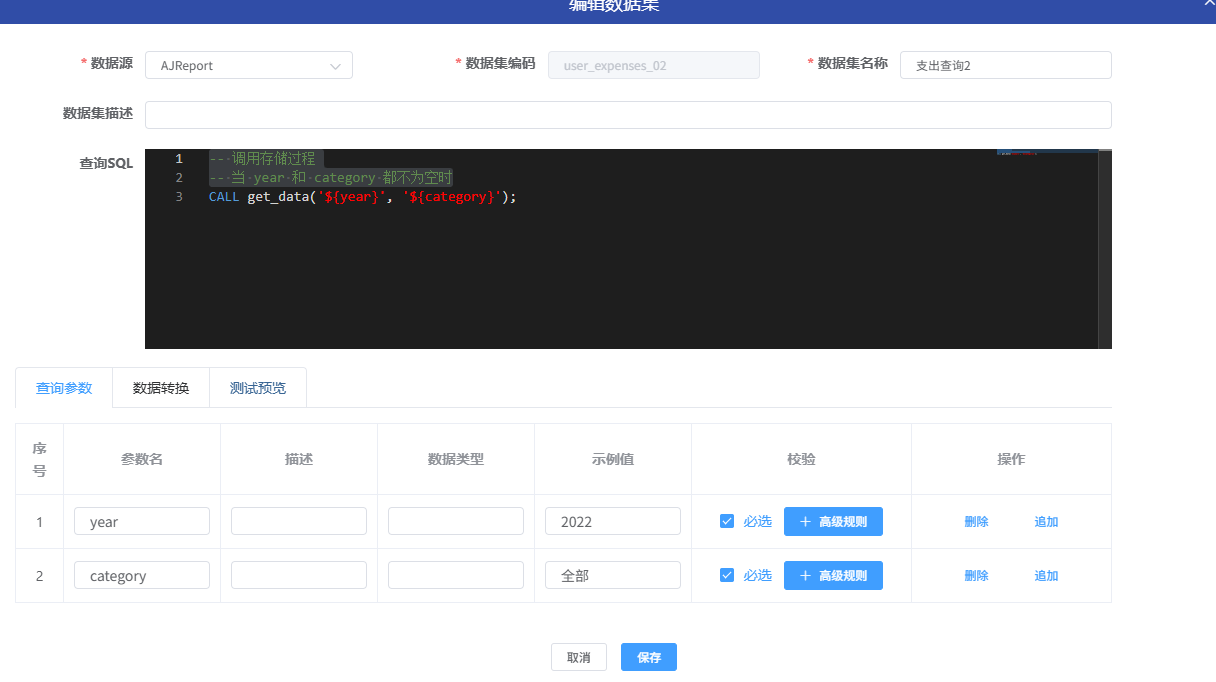 编辑数据集
* 数据源 AJReport * 数据集编码 user_expenses_02 * 数据集名称 支出查询2
数据集描述
查询SQL
1 -- 调用存储过程
2 -- 当 year 和 category 都不为空时
3 CALL get_data('${year}', '${category}');
查询参数 数据转换 测试预览
序号 参数名 描述 数据类型 示例值 校验 操作
1 year 2022 必选 + 高级规则 删除 追加
2 category 全部 必选 + 高级规则 删除 追加
取消 保存